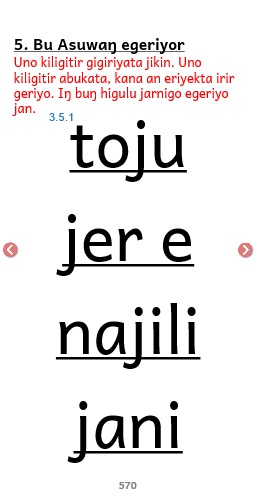 5. Bu Asuwaŋ egeriyor
Uno kiligitir gigiriyata jikin. Uno
kiligitir abukata, kana an eriyekta irir
geriyo. Iŋ buŋ higulu jarnigo egeriyo
jan.
3.5.1
toju
jer e
najili
jani
570